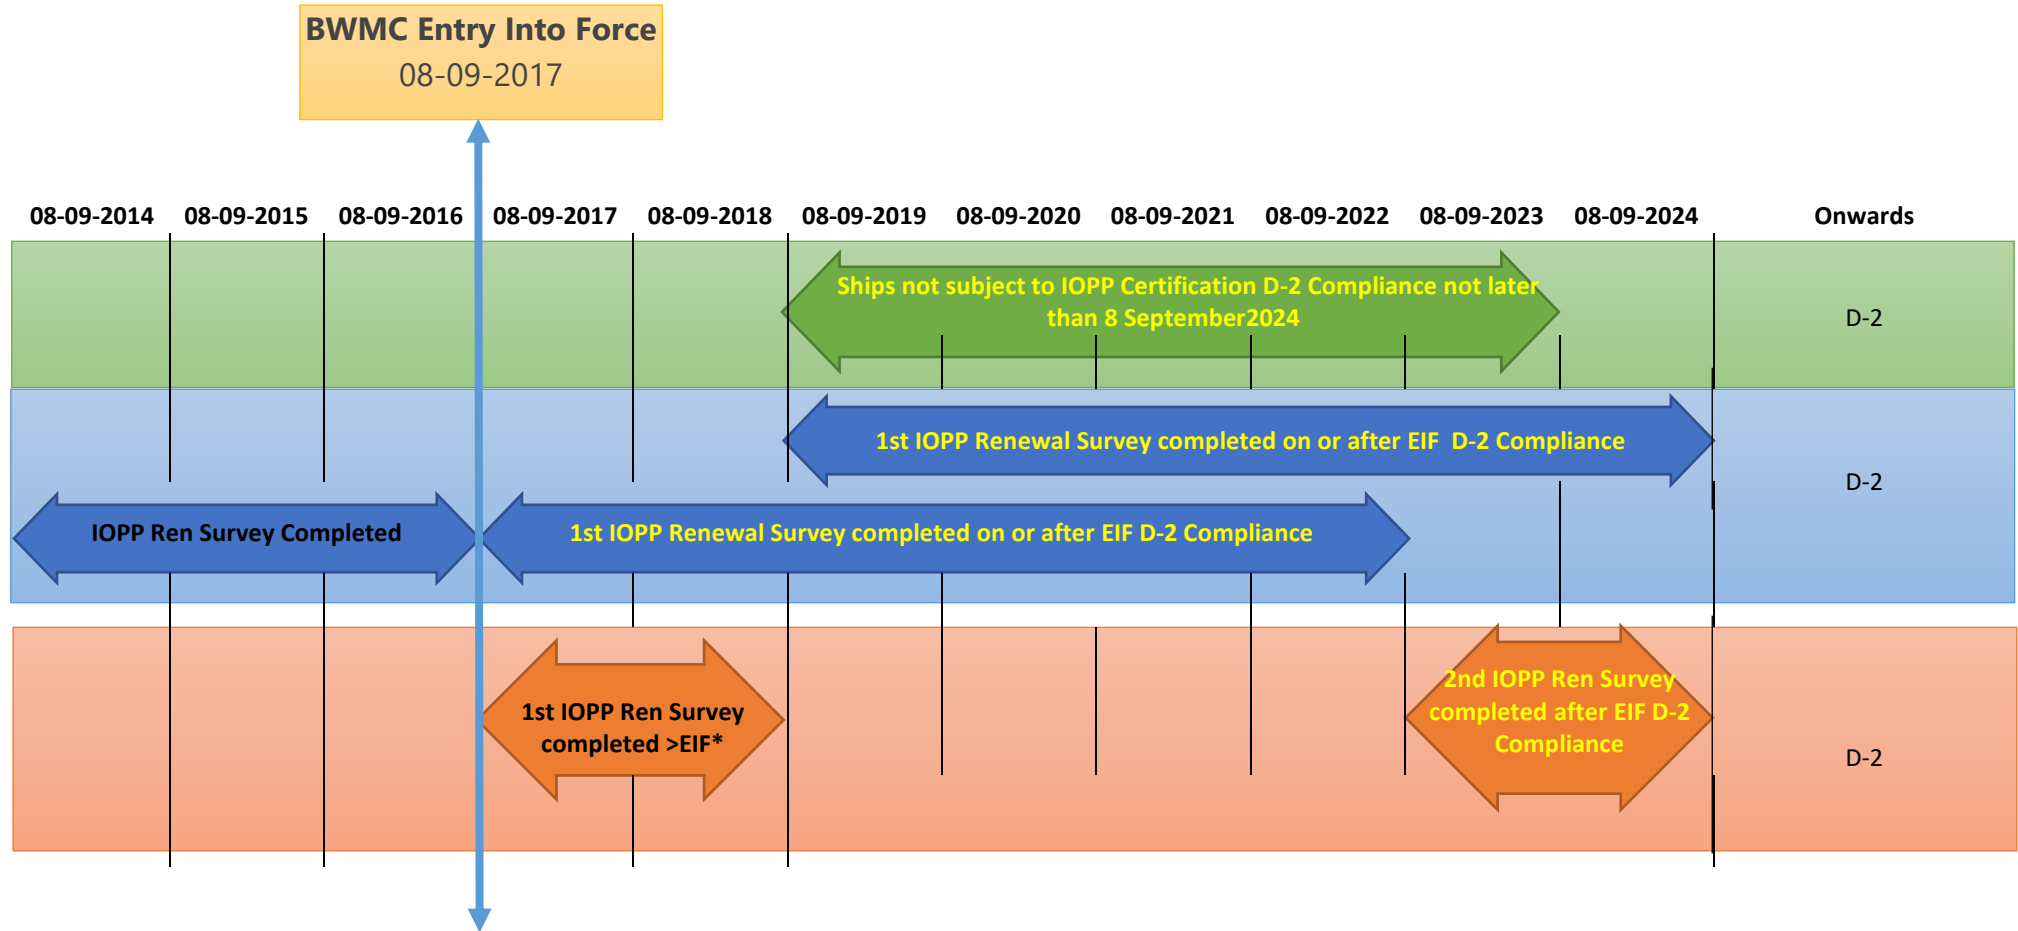 BWMC Entry Into Force
08-09-2017
08-09-2014 08-09-2015 08-09-2016 08-09-2017 08-09-2018 08-09-2019 08-09-2020 08-09-2021 08-09-2022 08-09-2023 08-09-2024 Onwards
Ships not subject to IOPP Certification D-2 Compliance not later
than 8 September2024
D-2
1st IOPP Renewal Survey completed on or after EIF  D-2 Compliance
D-2
IOPP Ren Survey Completed
1st IOPP Renewal Survey completed on or after EIF D-2 Compliance
1st IOPP Ren Survey
completed >EIF*
2nd IOPP Ren Survey
completed after EIF D-2
Compliance
D-2